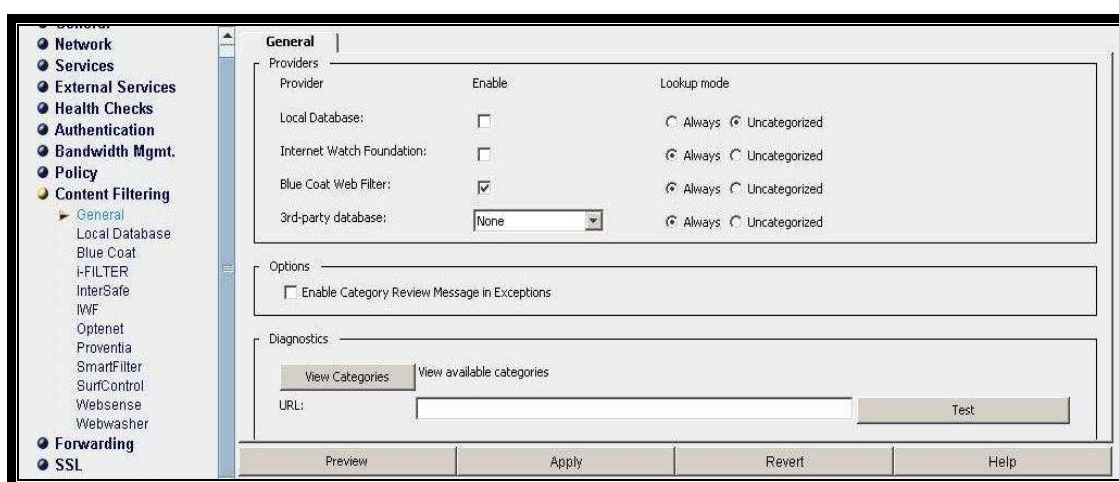 General
Network
Services
External Services
Health Checks
Authentication
Bandwidth Mgmt.
Policy
Content Filtering
General
Local Database
Blue Coat
i-FILTER
InterSafe
IWF
Optenet
Proventia
SmartFilter
SurfControl
Websense
Webwasher
Forwarding
SSL
General
Providers
Provider Enable Lookup mode
Local Database: Always Uncategorized
Internet Watch Foundation: Always Uncategorized
Blue Coat Web Filter: Always Uncategorized
3rd-party database: None Always Uncategorized
Options
Enable Category Review Message in Exceptions
Diagnostics
View Categories View available categories
URL: Test
Preview Apply Revert Help